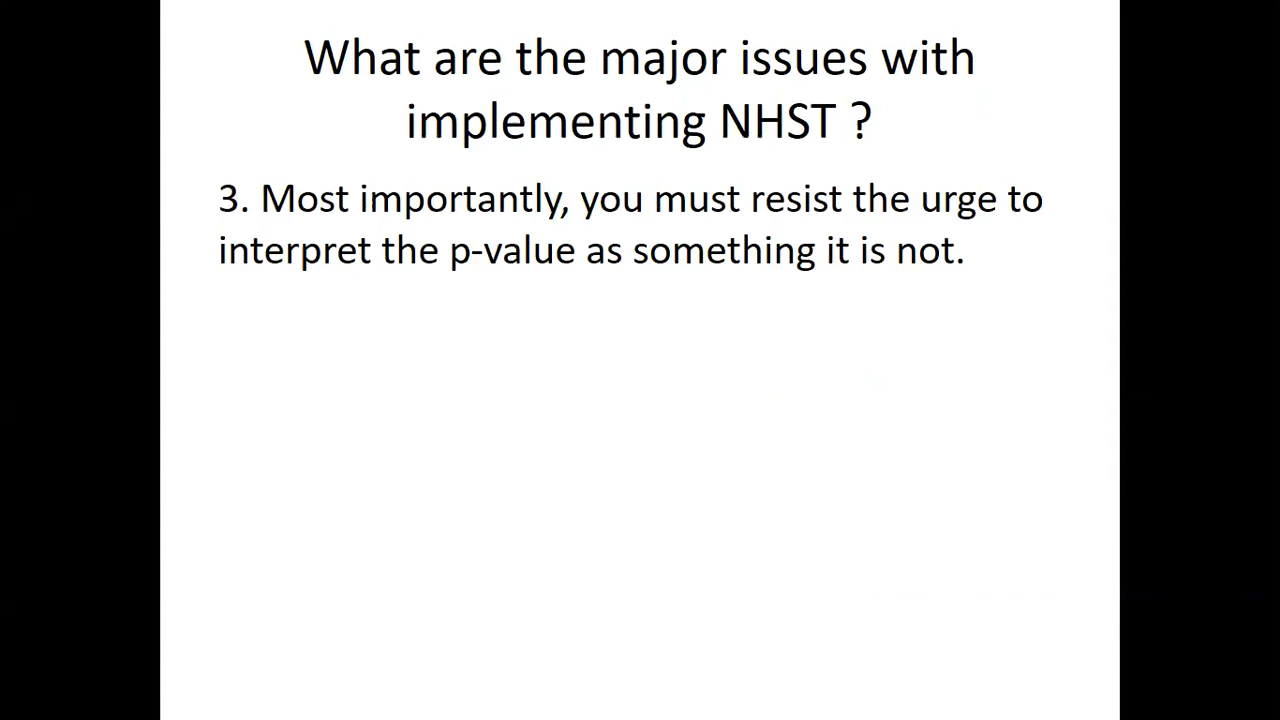 What are the major issues with
implementing NHST ?
3. Most importantly, you must resist the urge to
interpret the p-value as something it is not.